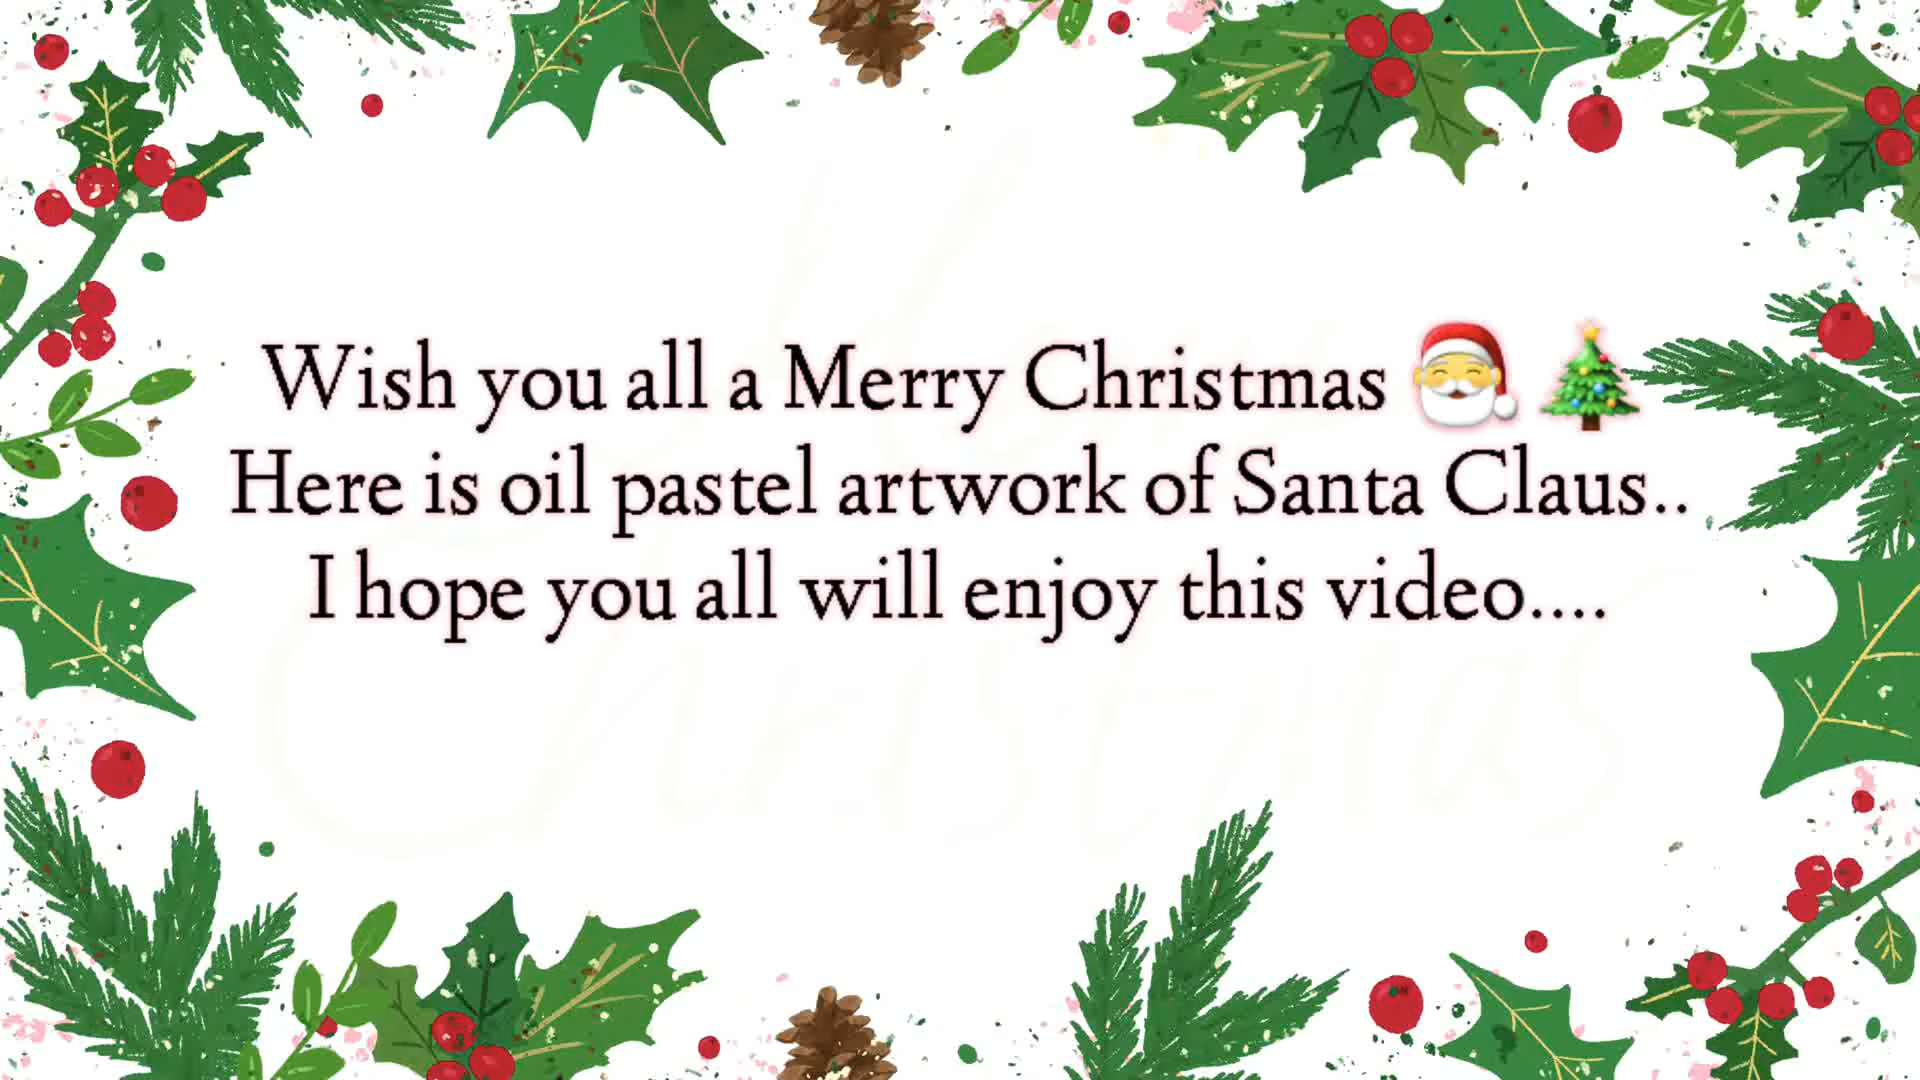 Wish you all a Merry Christmas 🎅 🎄
Here is oil pastel artwork of Santa Claus..
I hope you all will enjoy this video....
Christmas